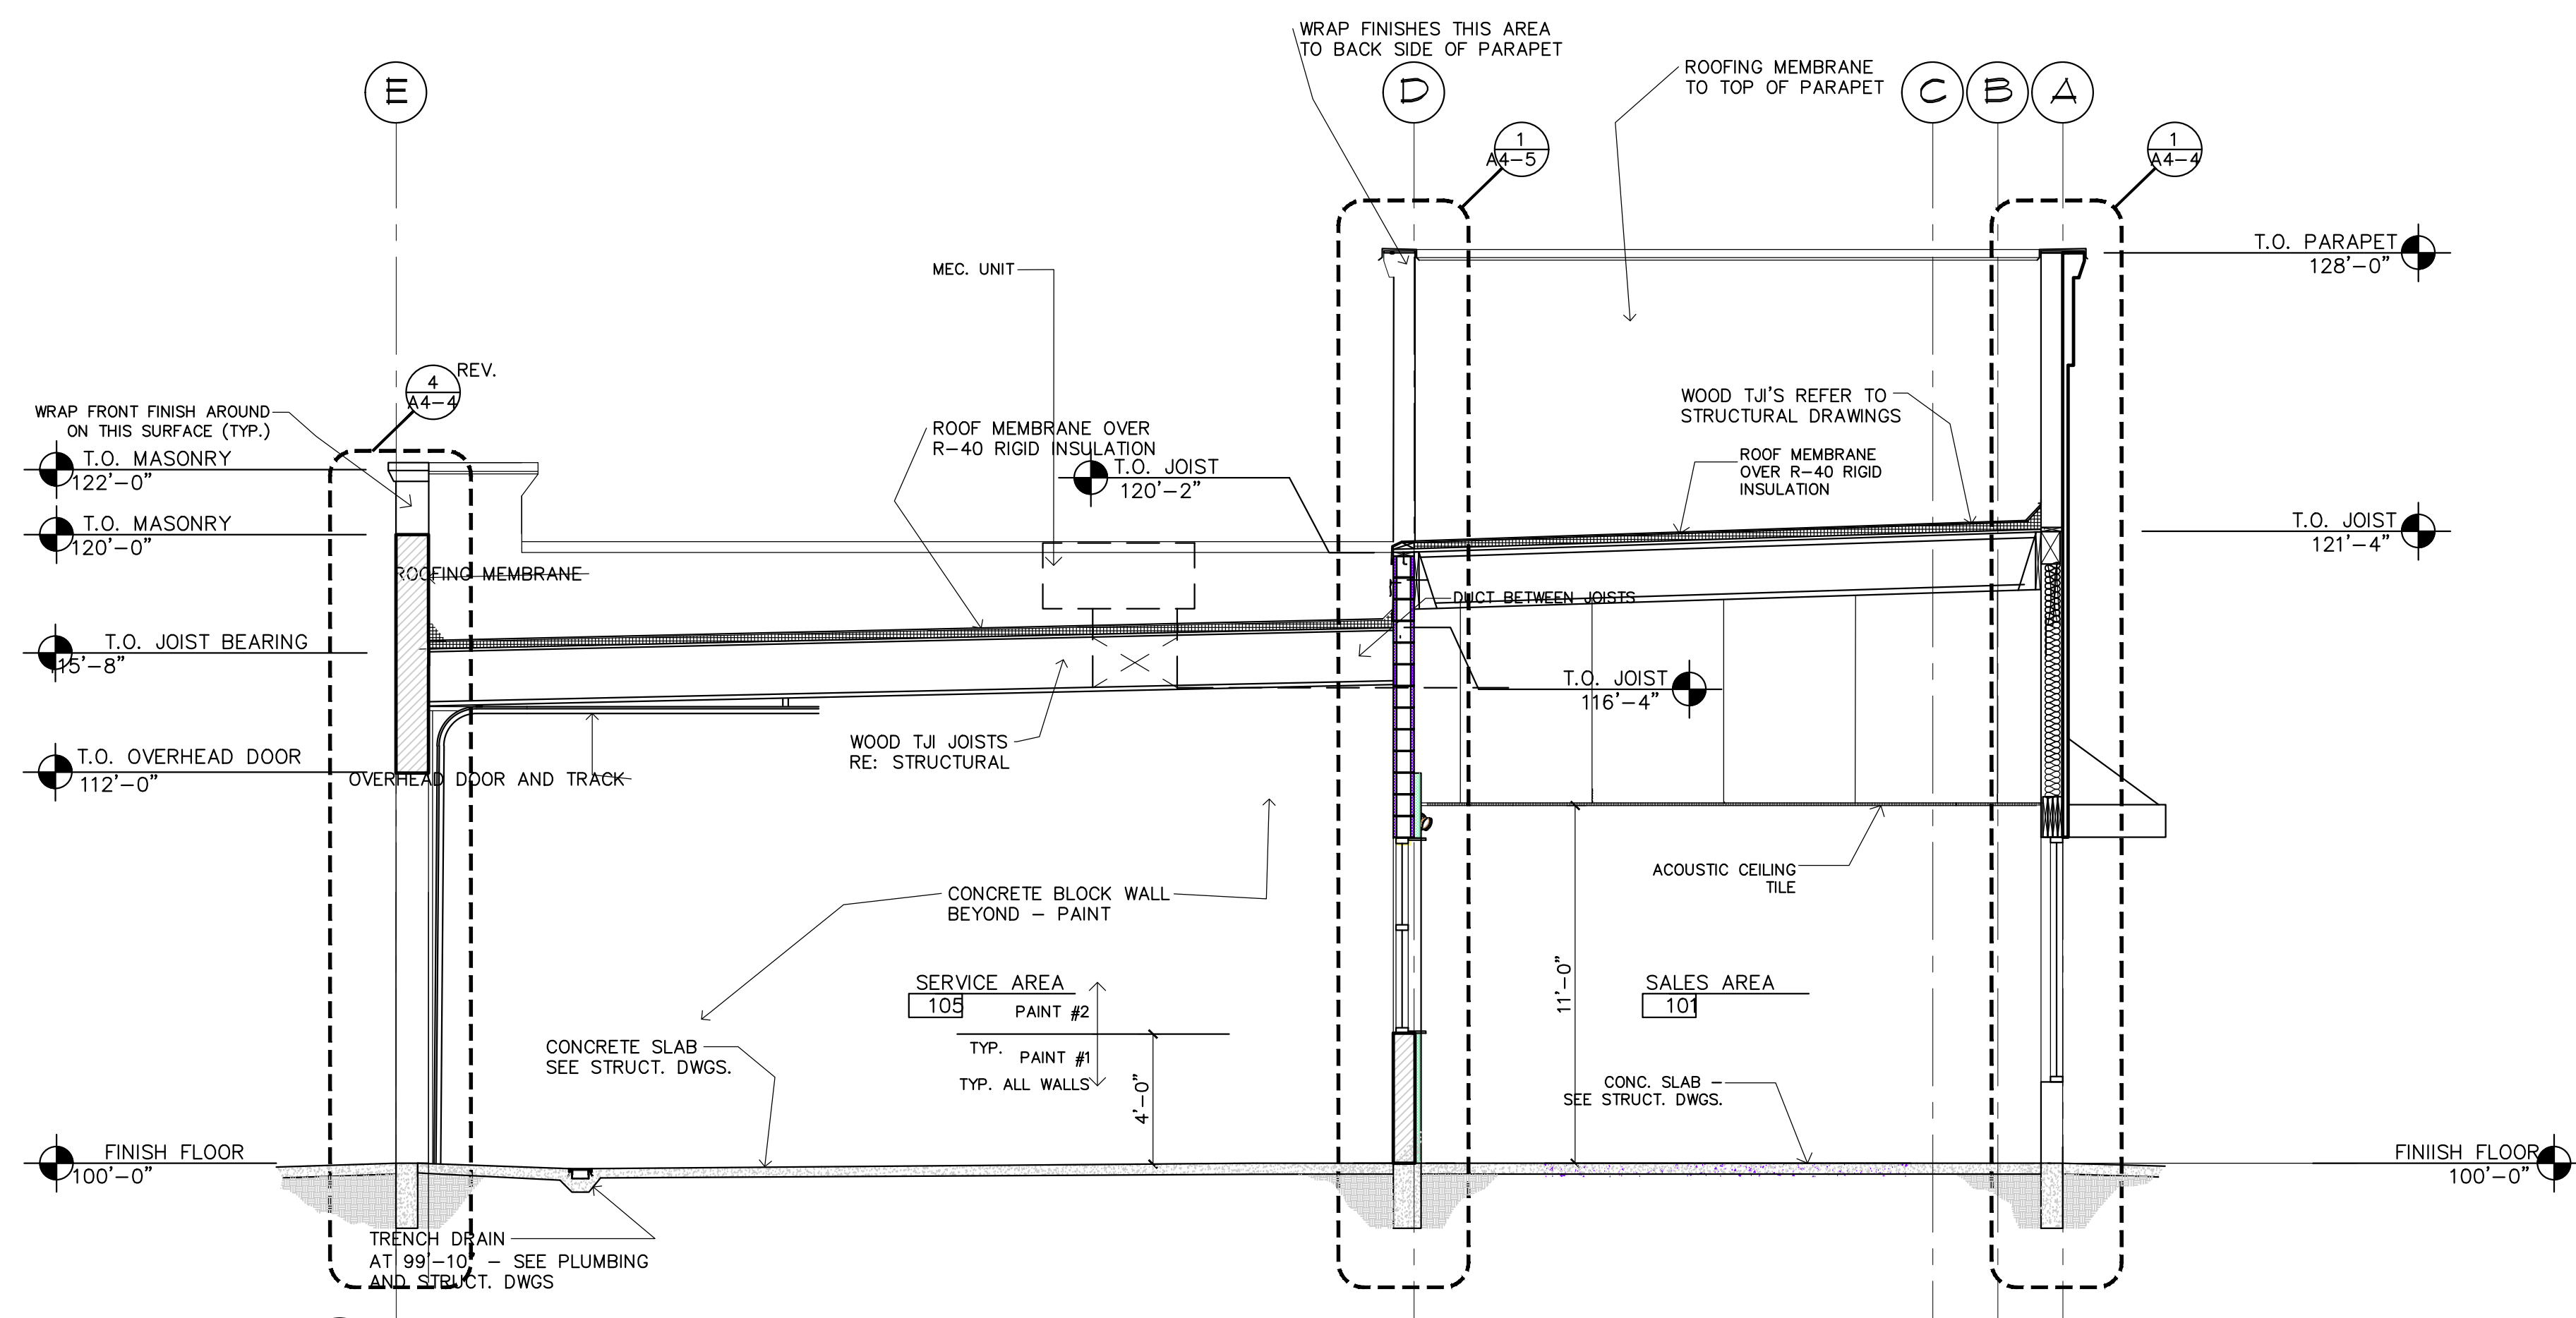 WRAP FINISHES THIS AREA
TO BACK SIDE OF PARAPET
ROOFING MEMBRANE
TO TOP OF PARAPET
E
D
C
B
A
1
A4-5
1
A4-4
T.O. PARAPET
128'-0"
MEC. UNIT
4
A4-4
REV.
WRAP FRONT FINISH AROUND
ON THIS SURFACE (TYP.)
ROOF MEMBRANE OVER
R-40 RIGID INSULATION
WOOD TJI'S REFER TO
STRUCTURAL DRAWINGS
ROOF MEMBRANE
OVER R-40 RIGID
INSULATION
T.O. MASONRY
122'-0"
T.O. JOIST
120'-2"
T.O. MASONRY
120'-0"
T.O. JOIST
121'-4"
ROOFING MEMBRANE
DUCT BETWEEN JOISTS
T.O. JOIST BEARING
115'-8"
T.O. JOIST
116'-4"
WOOD TJI JOISTS
RE: STRUCTURAL
T.O. OVERHEAD DOOR
112'-0"
OVERHEAD DOOR AND TRACK
ACOUSTIC CEILING
TILE
CONCRETE BLOCK WALL
BEYOND - PAINT
SERVICE AREA
105
PAINT #2
TYP.
PAINT #1
TYP. ALL WALLS
4'-0"
11'-0"
SALES AREA
101
CONCRETE SLAB
SEE STRUCT. DWGS.
CONC. SLAB -
SEE STRUCT. DWGS.
FINISH FLOOR
100'-0"
FINIISH FLOOR
100'-0"
TRENCH DRAIN
AT 99'-10" - SEE PLUMBING
AND STRUCT. DWGS